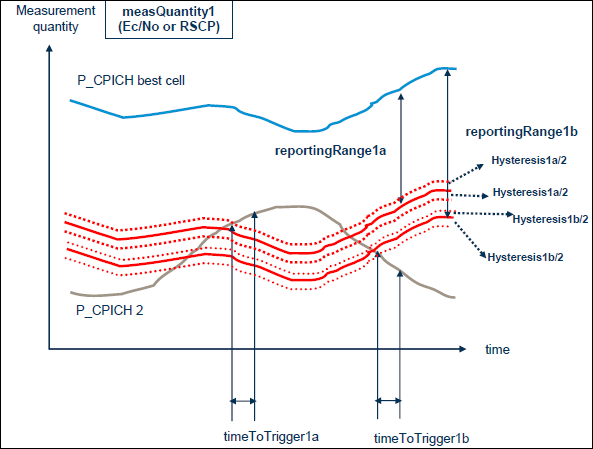 Measurement
quantity
measQuantity1
(Ec/No or RSCP)
P_CPICH best cell
reportingRange1a
reportingRange1b
Hysteresis1a/2
Hysteresis1a/2
Hysteresis1b/2
Hysteresis1b/2
P_CPICH 2
time
timeToTrigger1a
timeToTrigger1b